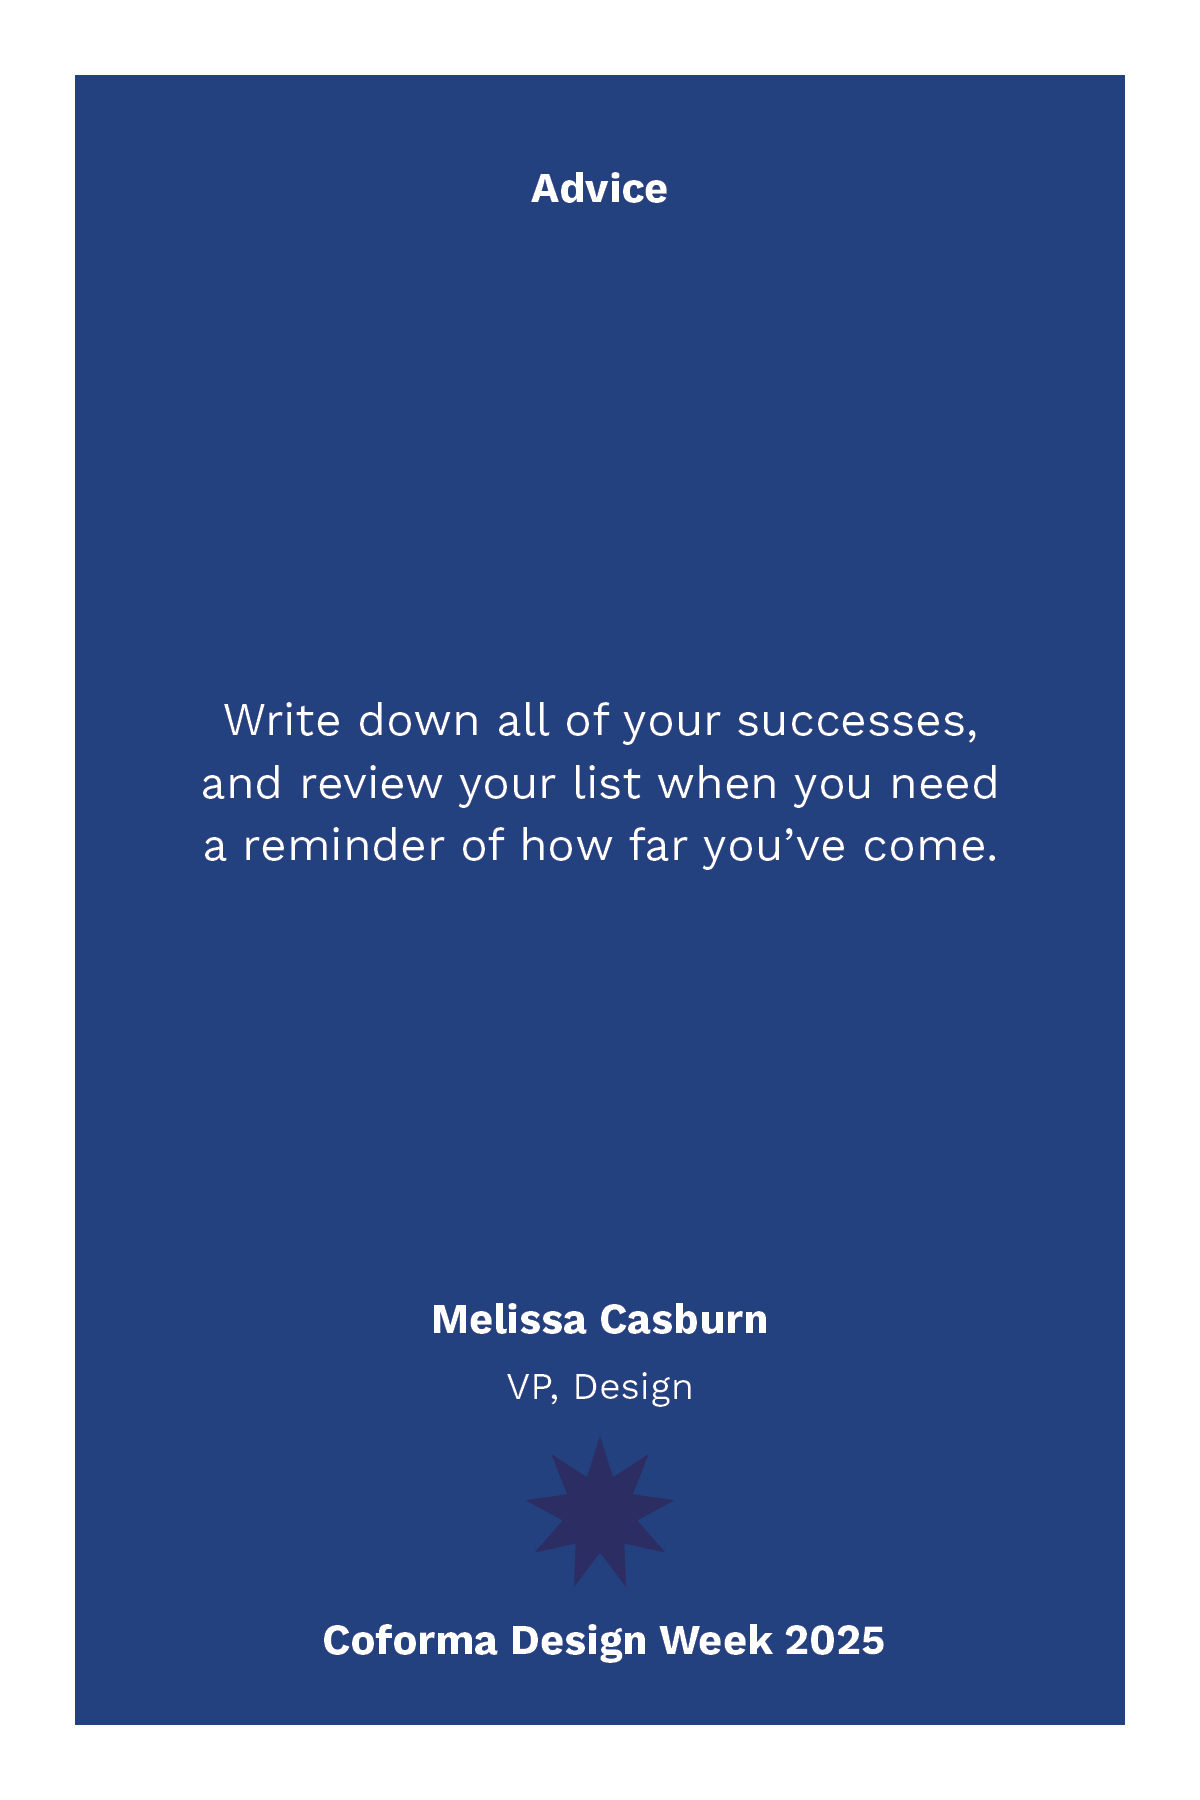 Advice
Write down all of your successes,
and review your list when you need
a reminder of how far you’ve come.
Melissa Casburn
VP, Design
Coforma Design Week 2025